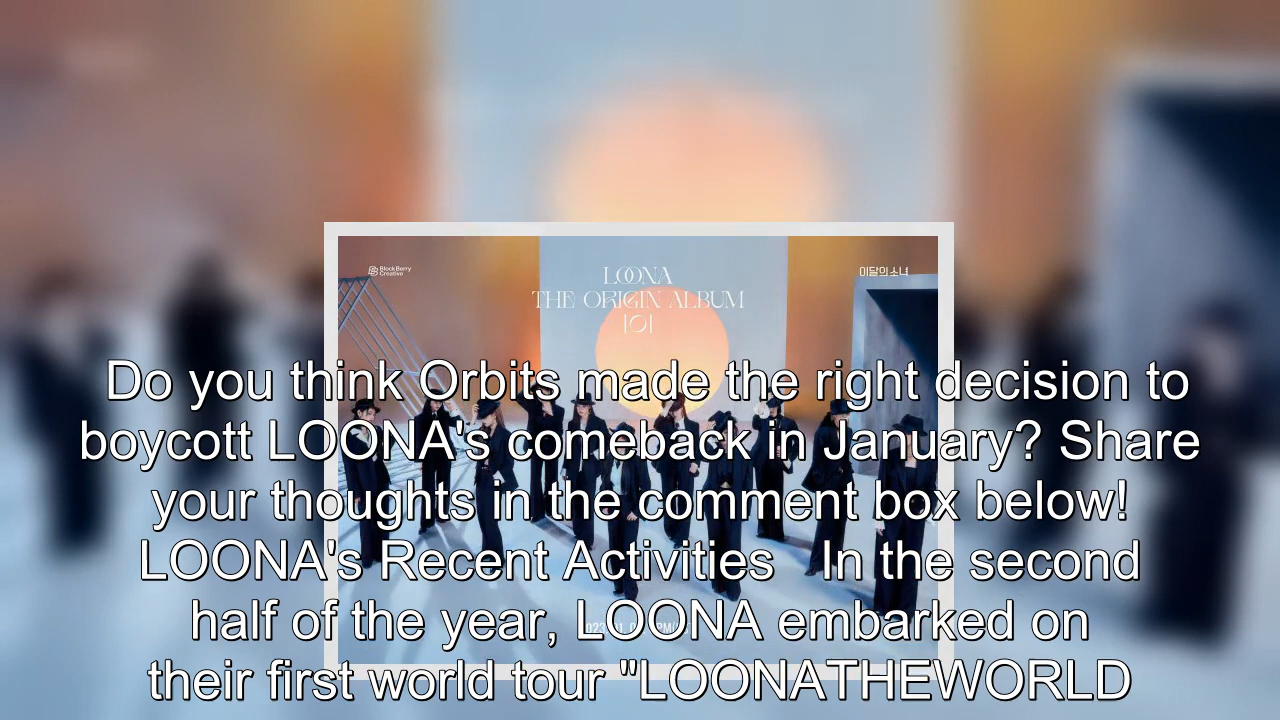 BlockBerry
Creative
LOONA
이달의소녀
THE ORIGIN ALBUM
[O]
Do you think Orbits made the right decision to
boycott LOONA's comeback in January? Share
your thoughts in the comment box below!
LOONA's Recent Activities In the second
half of the year, LOONA embarked on
their first world tour "LOONATHEWORLD